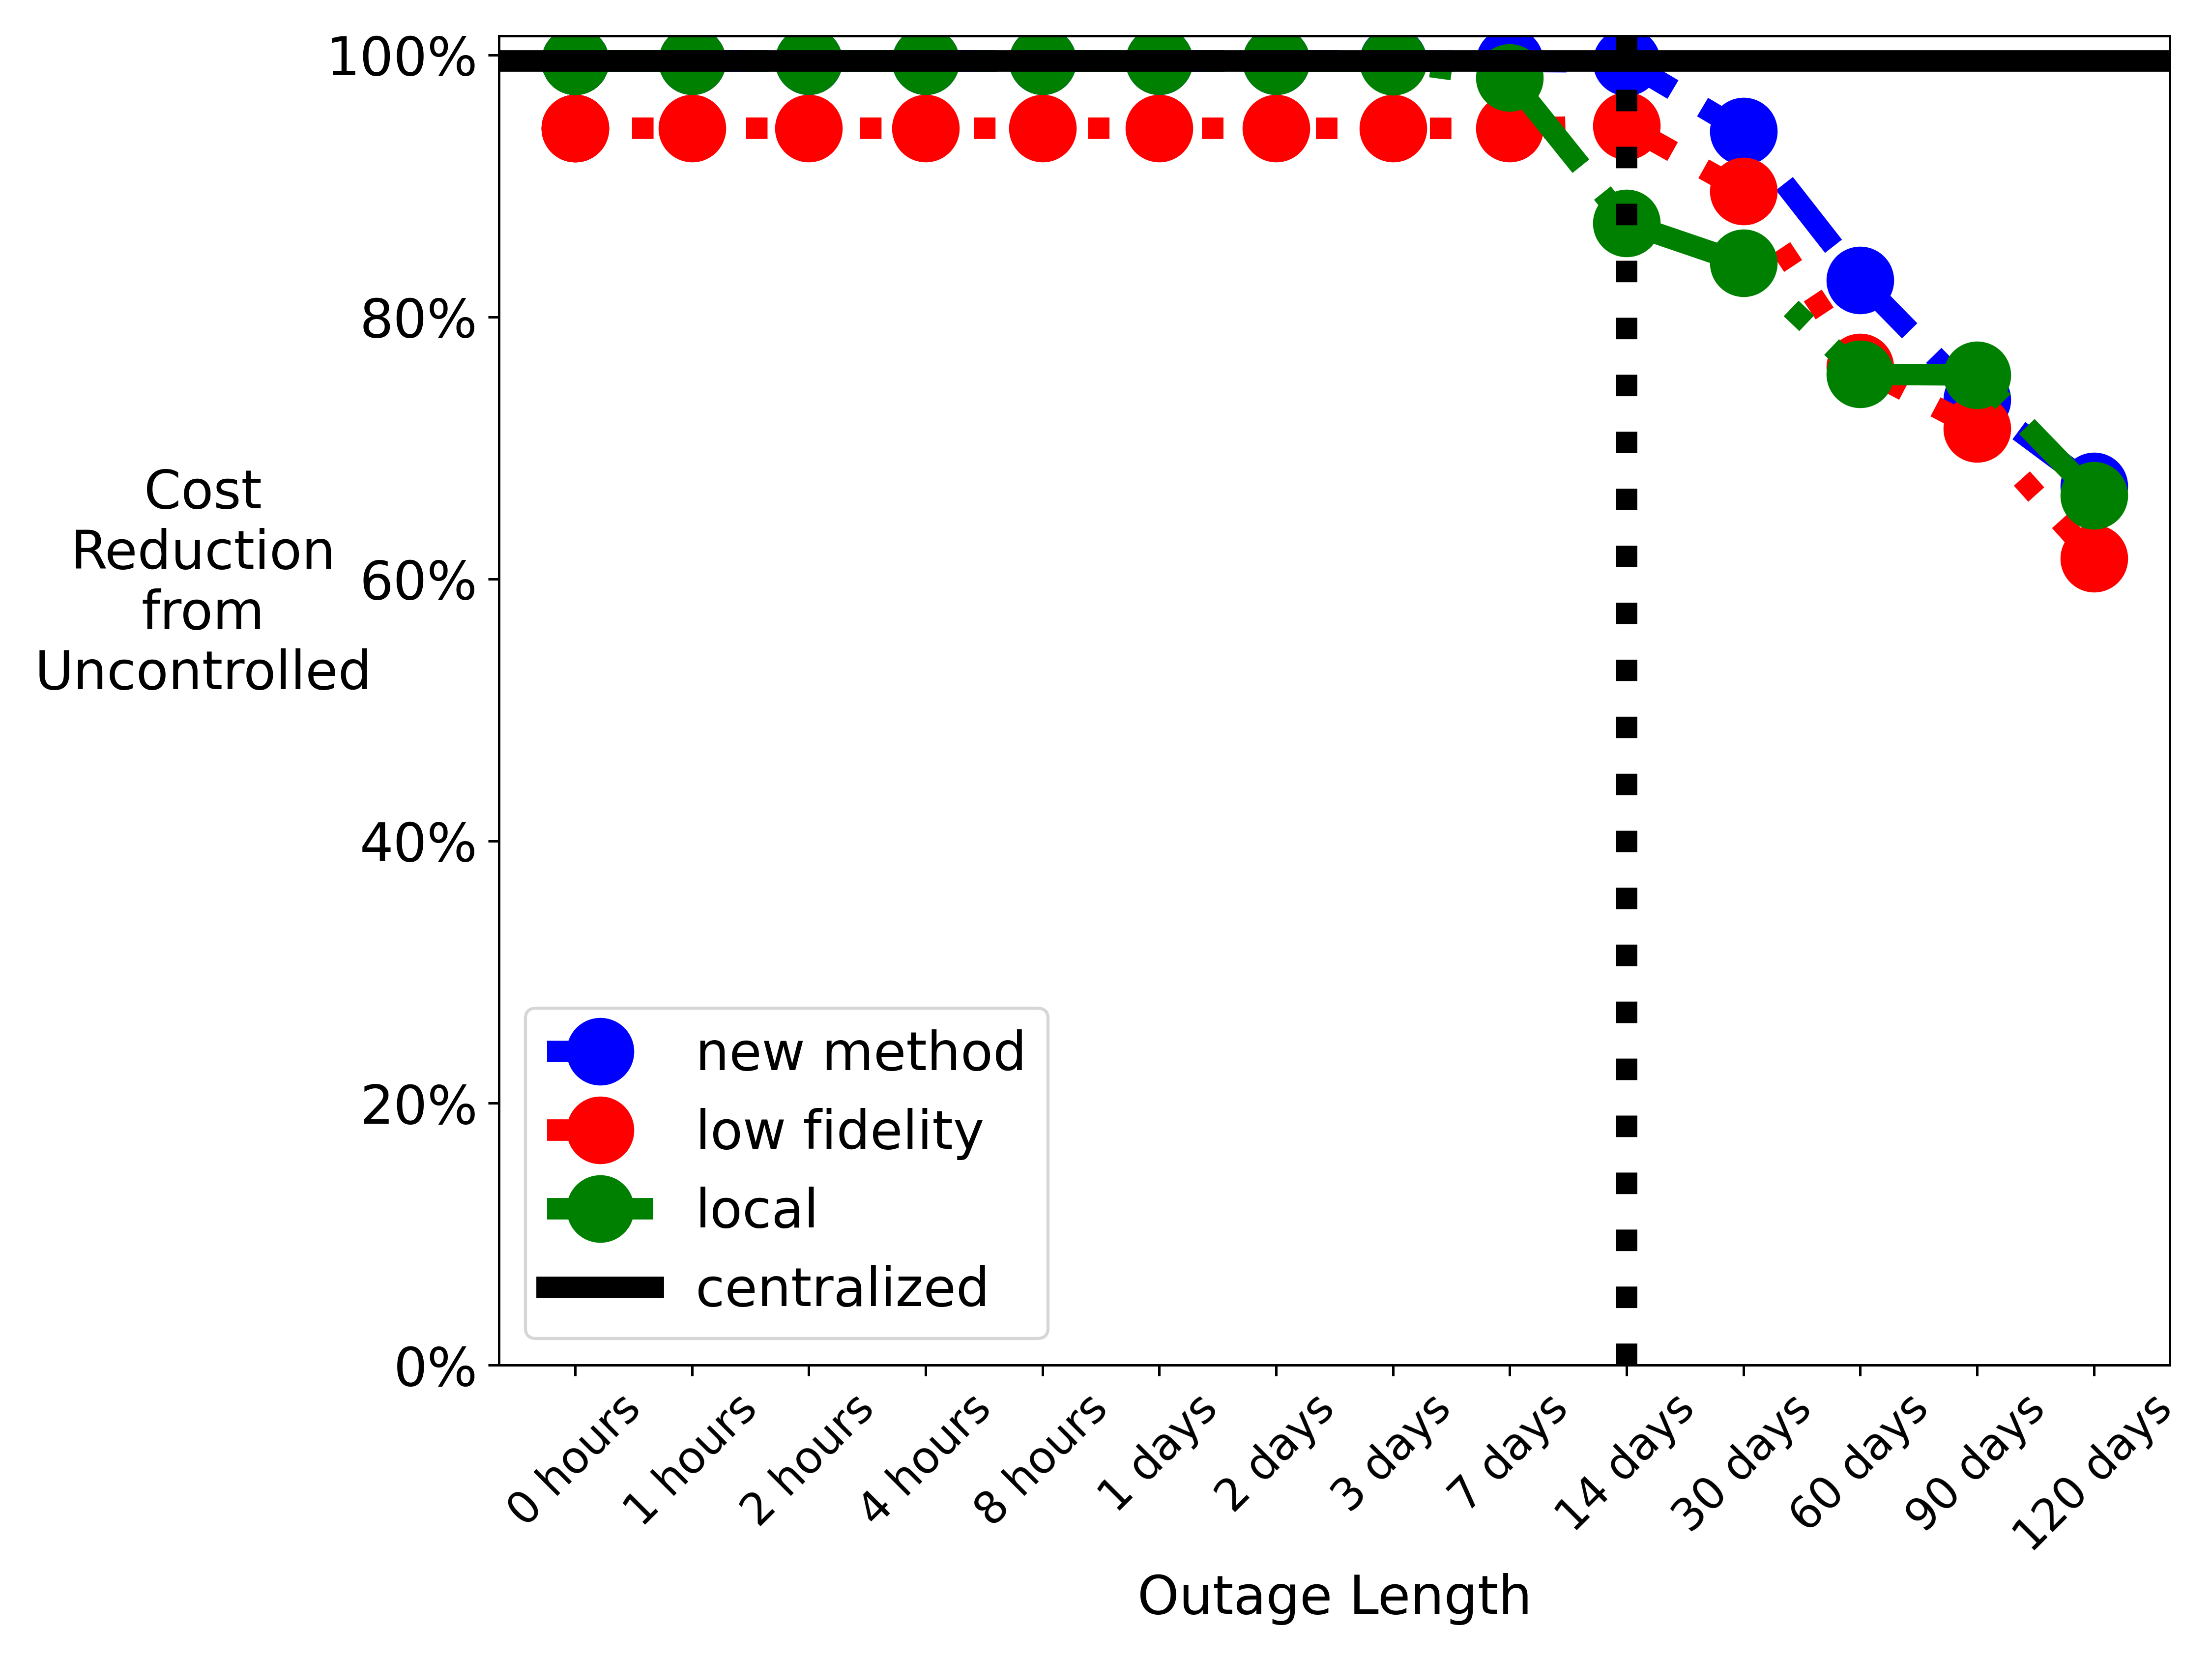 100%
80%
60%
40%
20%
0%
Cost
Reduction
from
Uncontrolled
new method
low fidelity
local
centralized
0 hours
1 hours
2 hours
4 hours
8 hours
1 days
2 days
3 days
7 days
14 days
30 days
60 days
90 days
120 days
Outage Length